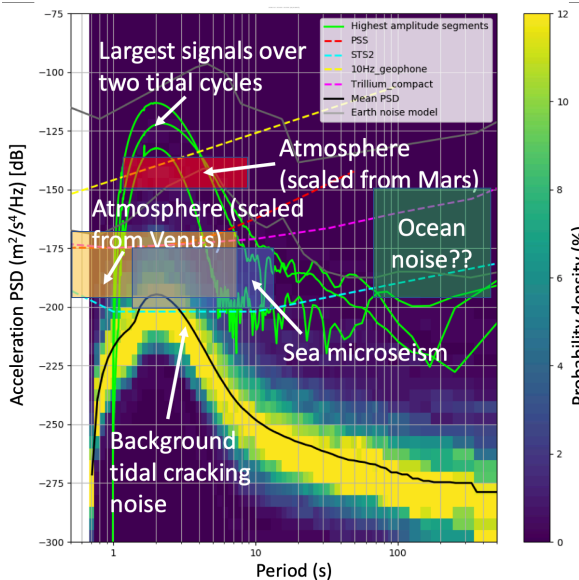 −75
−100
−125
−150
−175
−200
−225
−250
−275
−300
Acceleration PSD (m²/s⁴/Hz) [dB]
Highest amplitude segments
PSS
STS2
10Hz_geophone
Trillium_compact
Mean PSD
Earth noise model
Largest signals over
two tidal cycles
Atmosphere
(scaled from Mars)
Atmosphere (scaled
from Venus)
Ocean
noise??
Sea microseism
Background
tidal cracking
noise
1
10
100
Period (s)
12
10
8
6
4
2
0
Probability density (%)